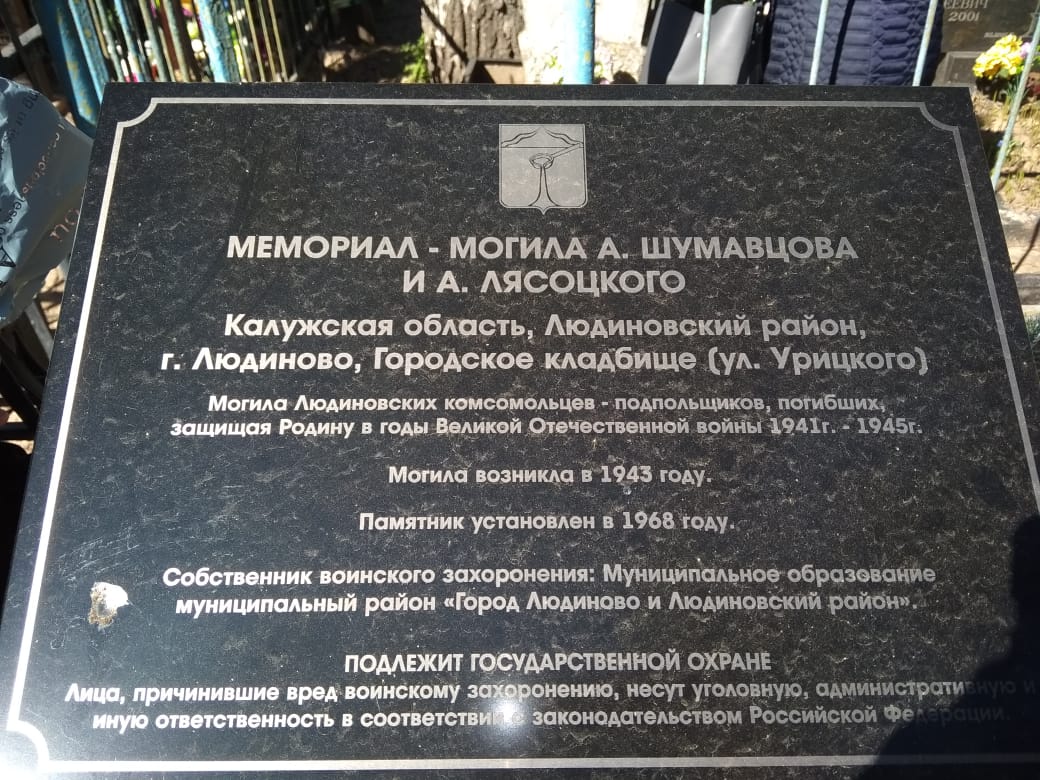 ЕВИЧ
2001
МЕМОРИАЛ - МОГИЛА А. ШУМАВЦОВА
И А. ЛЯСОЦКОГО
Калужская область, Людиновский район,
г. Людиново, Городское кладбище (ул. Урицкого)
Могила Людиновских комсомольцев - подпольщиков, погибших,
защищая Родину в годы Великой Отечественной войны 1941г. - 1945г.
Могила возникла в 1943 году.
Памятник установлен в 1968 году.
Собственник воинского захоронения: Муниципальное образование
муниципальный район «Город Людиново и Людиновский район».
ПОДЛЕЖИТ ГОСУДАРСТВЕННОЙ ОХРАНЕ
Лица, причинившие вред воинскому захоронению, несут уголовную, административную и
иную ответственность в соответствии с законодательством Российской Федерации.